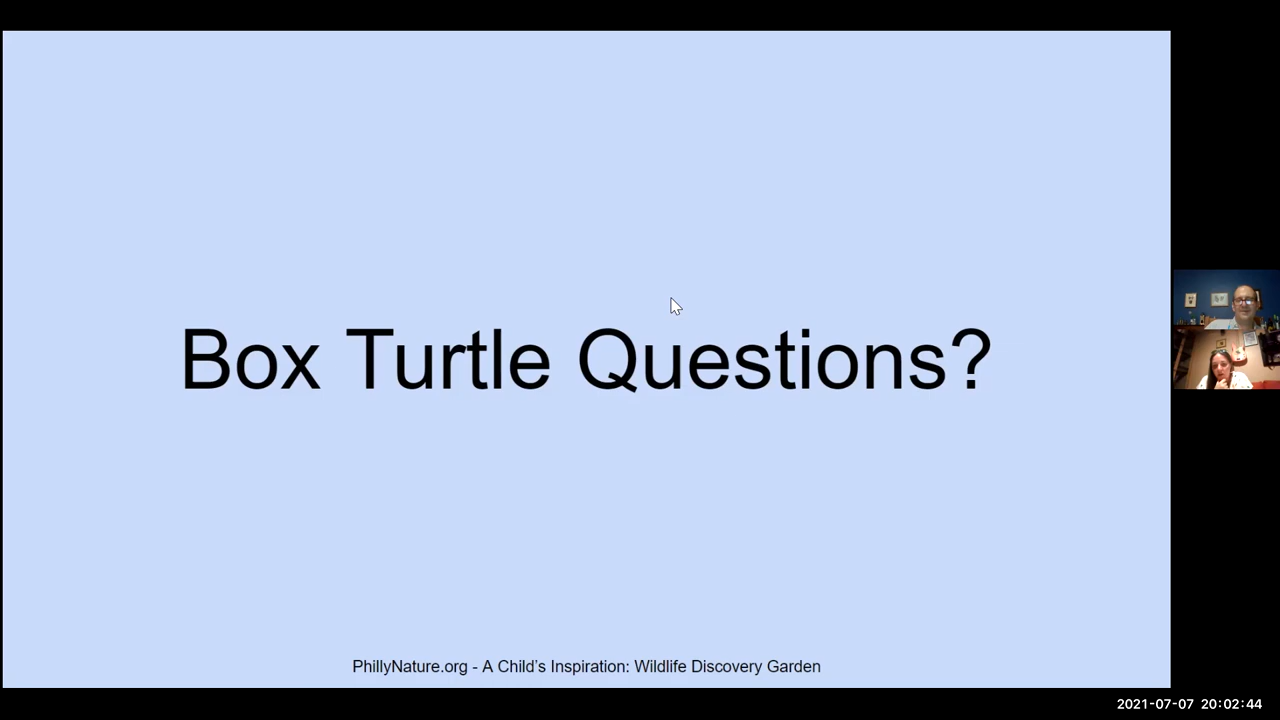 Box Turtle Questions?
PhillyNature.org - A Child's Inspiration: Wildlife Discovery Garden
2021-07-07 20:02:44